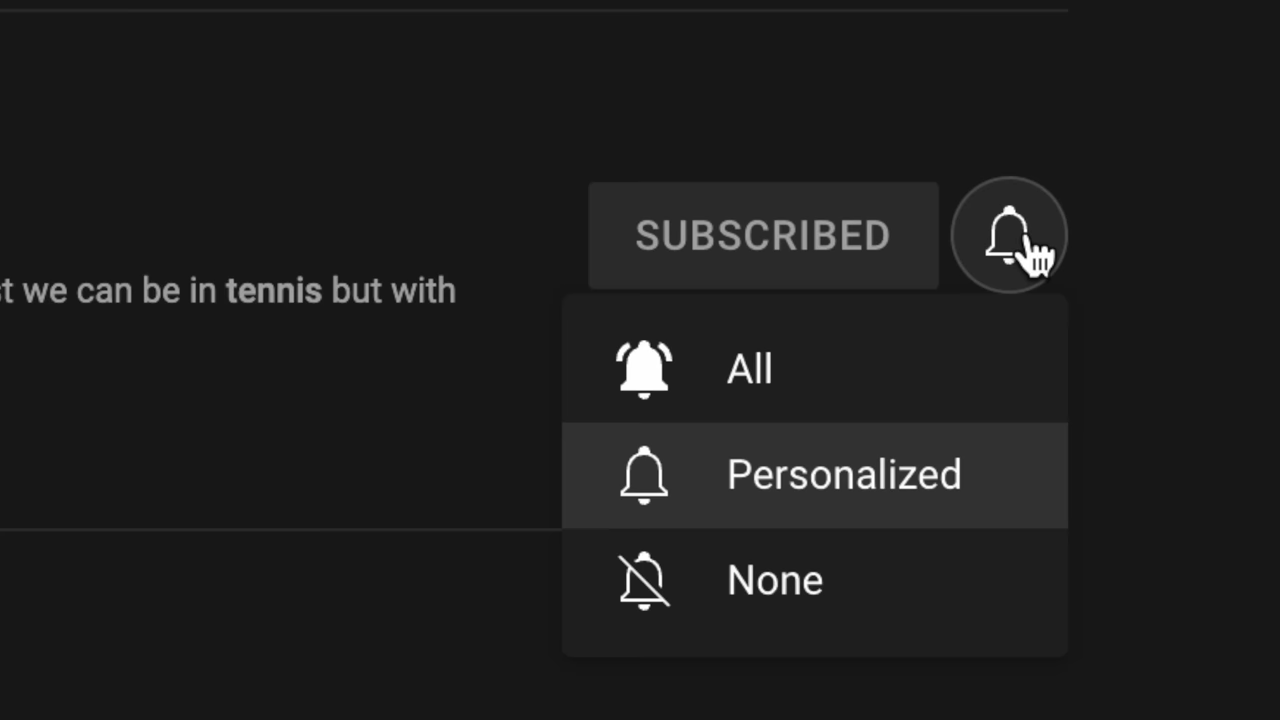 SUBSCRIBED
we can be in tennis but with
All
Personalized
None